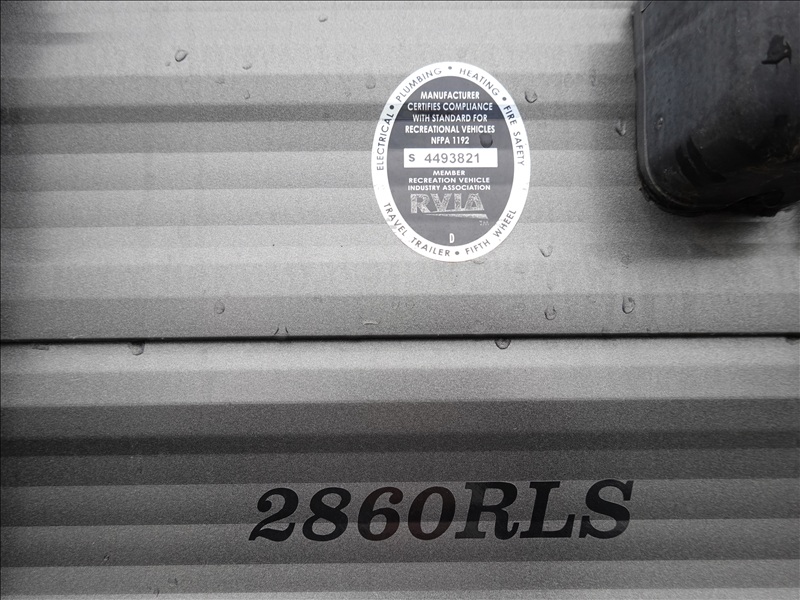 ELECTRICAL • PLUMBING • HEATING • FIRE SAFETY
MANUFACTURER
CERTIFIES COMPLIANCE
WITH STANDARD FOR
RECREATIONAL VEHICLES
NFPA 1192
S 4493821
MEMBER
RECREATION VEHICLE
INDUSTRY ASSOCIATION
RVIA
D
TRAVEL TRAILER • FIFTH WHEEL
2860RLS